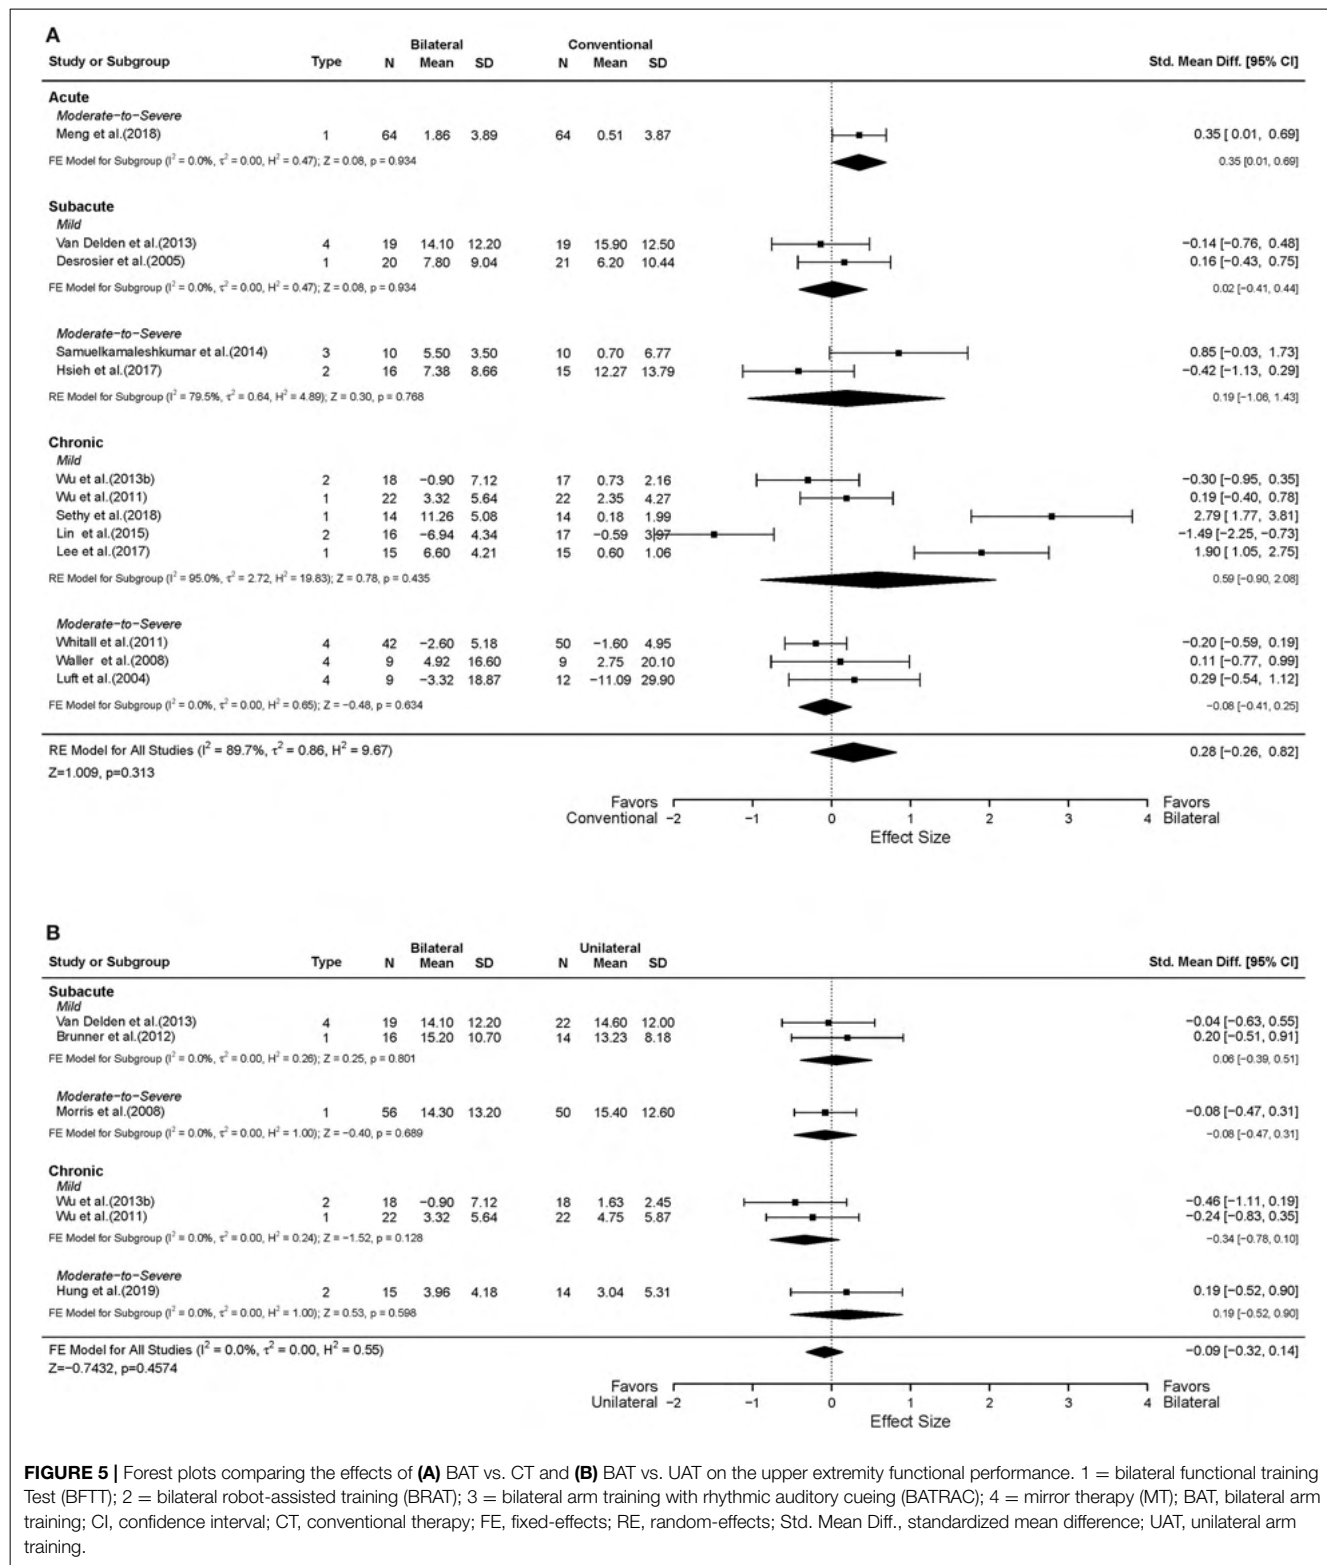 A
Bilateral Conventional
Study or Subgroup Type N Mean SD N Mean SD Std. Mean Diff. [95% CI]
Acute
Moderate−to−Severe
Meng et al.(2018) 1 64 1.86 3.89 64 0.51 3.87 0.35 [ 0.01, 0.69]
FE Model for Subgroup (I² = 0.0%, τ² = 0.00, H² = 0.47); Z = 0.08, p = 0.934 0.35 [0.01, 0.69]
Subacute
Mild
Van Delden et al.(2013) 4 19 14.10 12.20 19 15.90 12.50 −0.14 [−0.76, 0.48]
Desrosier et al.(2005) 1 20 7.80 9.04 21 6.20 10.44 0.16 [−0.43, 0.75]
FE Model for Subgroup (I² = 0.0%, τ² = 0.00, H² = 0.47); Z = 0.08, p = 0.934 0.02 [−0.41, 0.44]
Moderate−to−Severe
Samuelkamaleshkumar et al.(2014) 3 10 5.50 3.50 10 0.70 6.77 0.85 [−0.03, 1.73]
Hsieh et al.(2017) 2 16 7.38 8.66 15 12.27 13.79 −0.42 [−1.13, 0.29]
RE Model for Subgroup (I² = 79.5%, τ² = 0.64, H² = 4.89); Z = 0.30, p = 0.768 0.19 [−1.06, 1.43]
Chronic
Mild
Wu et al.(2013b) 2 18 −0.90 7.12 17 0.73 2.16 −0.30 [−0.95, 0.35]
Wu et al.(2011) 1 22 3.32 5.64 22 2.35 4.27 0.19 [−0.40, 0.78]
Sethy et al.(2018) 1 14 11.26 5.08 14 0.18 1.99 2.79 [ 1.77, 3.81]
Lin et al.(2015) 2 16 −6.94 4.34 17 −0.59 3.97 −1.49 [−2.25, −0.73]
Lee et al.(2017) 1 15 6.60 4.21 15 0.60 1.06 1.90 [ 1.05, 2.75]
RE Model for Subgroup (I² = 95.0%, τ² = 2.72, H² = 19.83); Z = 0.78, p = 0.435 0.59 [−0.90, 2.08]
Moderate−to−Severe
Whitall et al.(2011) 4 42 −2.60 5.18 50 −1.60 4.95 −0.20 [−0.59, 0.19]
Waller et al.(2008) 4 9 4.92 16.60 9 2.75 20.10 0.11 [−0.77, 0.99]
Luft et al.(2004) 4 9 −3.32 18.87 12 −11.09 29.90 0.29 [−0.54, 1.12]
FE Model for Subgroup (I² = 0.0%, τ² = 0.00, H² = 0.65); Z = −0.48, p = 0.634 −0.08 [−0.41, 0.25]
RE Model for All Studies (I² = 89.7%, τ² = 0.86, H² = 9.67) 0.28 [−0.26, 0.82]
Z=1.009, p=0.313
Favors Favors
Conventional −2 −1 0 1 2 3 4 Bilateral
Effect Size
B
Bilateral Unilateral
Study or Subgroup Type N Mean SD N Mean SD Std. Mean Diff. [95% CI]
Subacute
Mild
Van Delden et al.(2013) 4 19 14.10 12.20 22 14.60 12.00 −0.04 [−0.63, 0.55]
Brunner et al.(2012) 1 16 15.20 10.70 14 13.23 8.18 0.20 [−0.51, 0.91]
FE Model for Subgroup (I² = 0.0%, τ² = 0.00, H² = 0.26); Z = 0.25, p = 0.801 0.06 [−0.39, 0.51]
Moderate−to−Severe
Morris et al.(2008) 1 56 14.30 13.20 50 15.40 12.60 −0.08 [−0.47, 0.31]
FE Model for Subgroup (I² = 0.0%, τ² = 0.00, H² = 1.00); Z = −0.40, p = 0.689 −0.08 [−0.47, 0.31]
Chronic
Mild
Wu et al.(2013b) 2 18 −0.90 7.12 18 1.63 2.45 −0.46 [−1.11, 0.19]
Wu et al.(2011) 1 22 3.32 5.64 22 4.75 5.87 −0.24 [−0.83, 0.35]
FE Model for Subgroup (I² = 0.0%, τ² = 0.00, H² = 0.24); Z = −1.52, p = 0.128 −0.34 [−0.78, 0.10]
Moderate−to−Severe
Hung et al.(2019) 2 15 3.96 4.18 14 3.04 5.31 0.19 [−0.52, 0.90]
FE Model for Subgroup (I² = 0.0%, τ² = 0.00, H² = 1.00); Z = 0.53, p = 0.598 0.19 [−0.52, 0.90]
FE Model for All Studies (I² = 0.0%, τ² = 0.00, H² = 0.55) −0.09 [−0.32, 0.14]
Z=−0.7432, p=0.4574
Favors Favors
Unilateral −2 −1 0 1 2 3 4 Bilateral
Effect Size
FIGURE 5 | Forest plots comparing the effects of (A) BAT vs. CT and (B) BAT vs. UAT on the upper extremity functional performance. 1 = bilateral functional training
Test (BFTT); 2 = bilateral robot-assisted training (BRAT); 3 = bilateral arm training with rhythmic auditory cueing (BATRAC); 4 = mirror therapy (MT); BAT, bilateral arm
training; CI, confidence interval; CT, conventional therapy; FE, fixed-effects; RE, random-effects; Std. Mean Diff., standardized mean difference; UAT, unilateral arm
training.